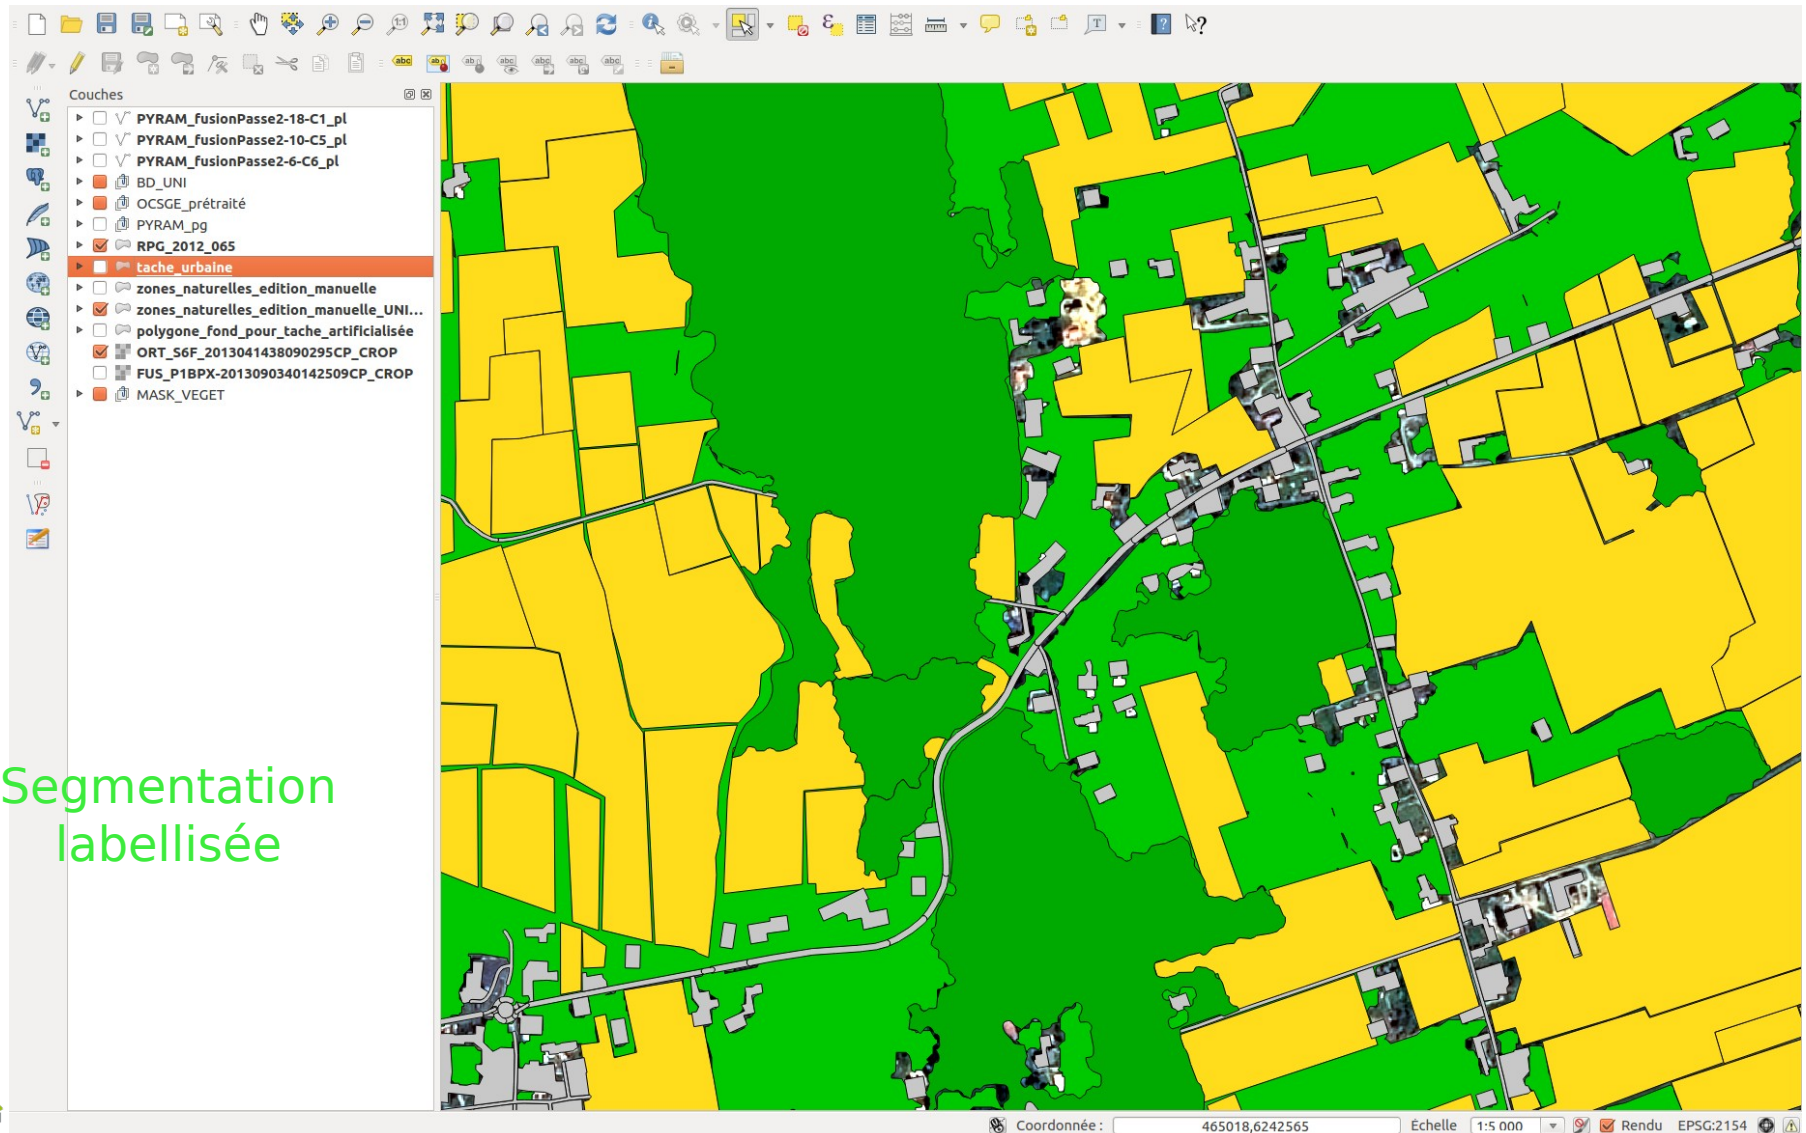 Couches
PYRAM_fusionPasse2-18-C1_pl
PYRAM_fusionPasse2-10-C5_pl
PYRAM_fusionPasse2-6-C6_pl
BD_UNI
OCSGE_prétraité
PYRAM_pg
RPG_2012_065
tache_urbaine
zones_naturelles_edition_manuelle
zones_naturelles_edition_manuelle_UNI...
polygone_fond_pour_tache_artificialisée
ORT_S6F_2013041438090295CP_CROP
FUS_P1BPX-2013090340142509CP_CROP
MASK_VEGET
Segmentation
labellisée
Coordonnée : 465018,6242565 Échelle 1:5 000 Rendu EPSG:2154